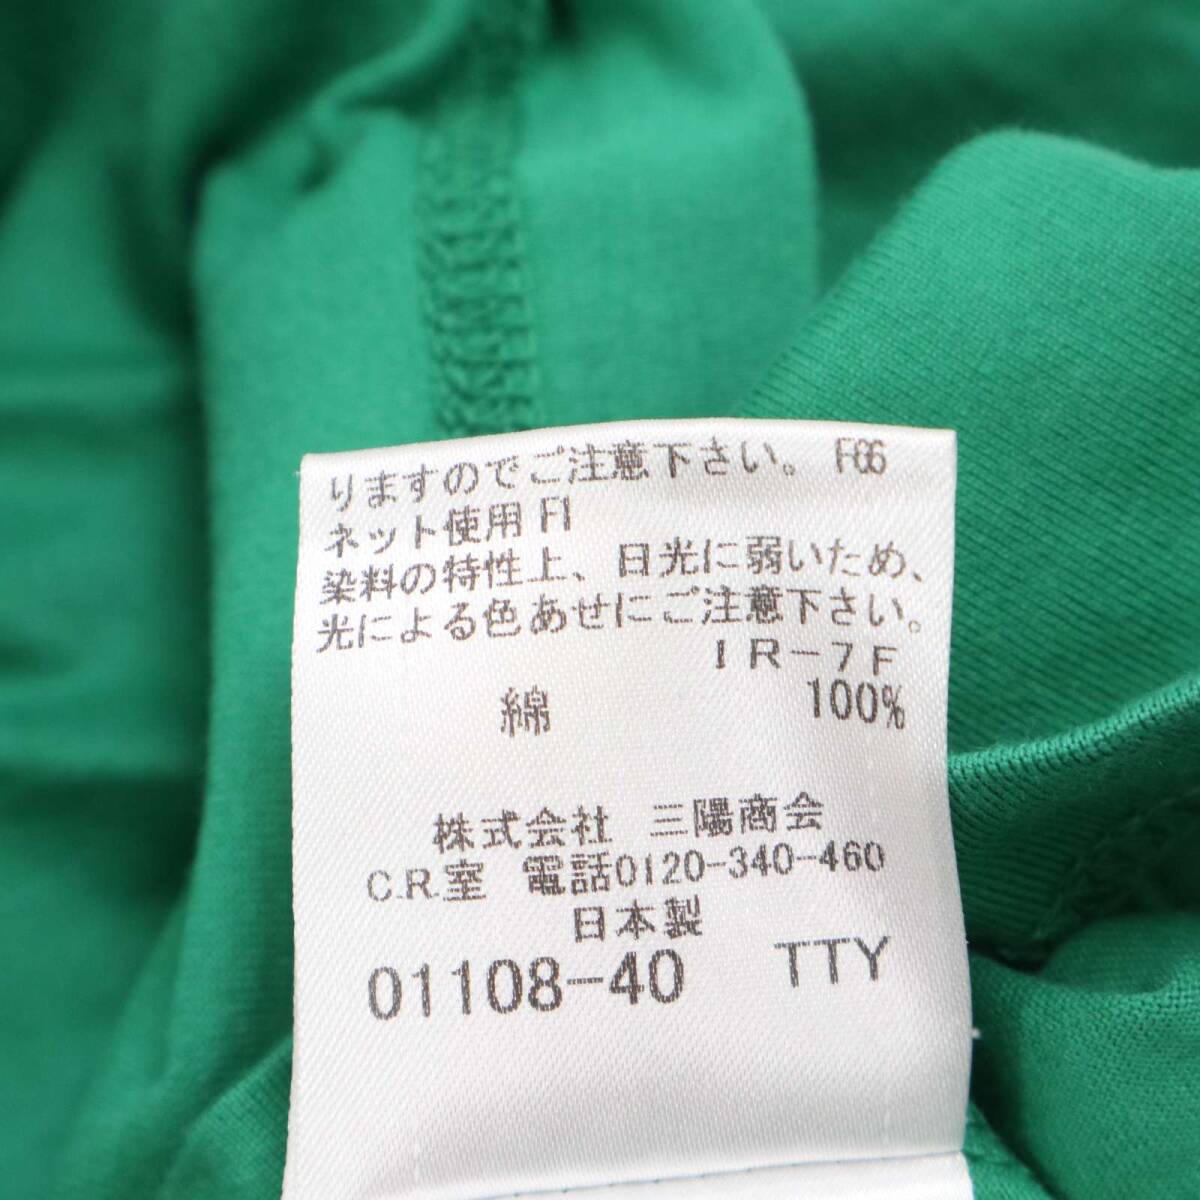 りますのでご注意下さい。 F66
ネット使用 F1
染料の特性上、日光に弱いため、
光による色あせにご注意下さい。
IR-7F
綿 100%
株式会社 三陽商会
C.R.室 電話0120-340-460
日本製
01108-40 TTY